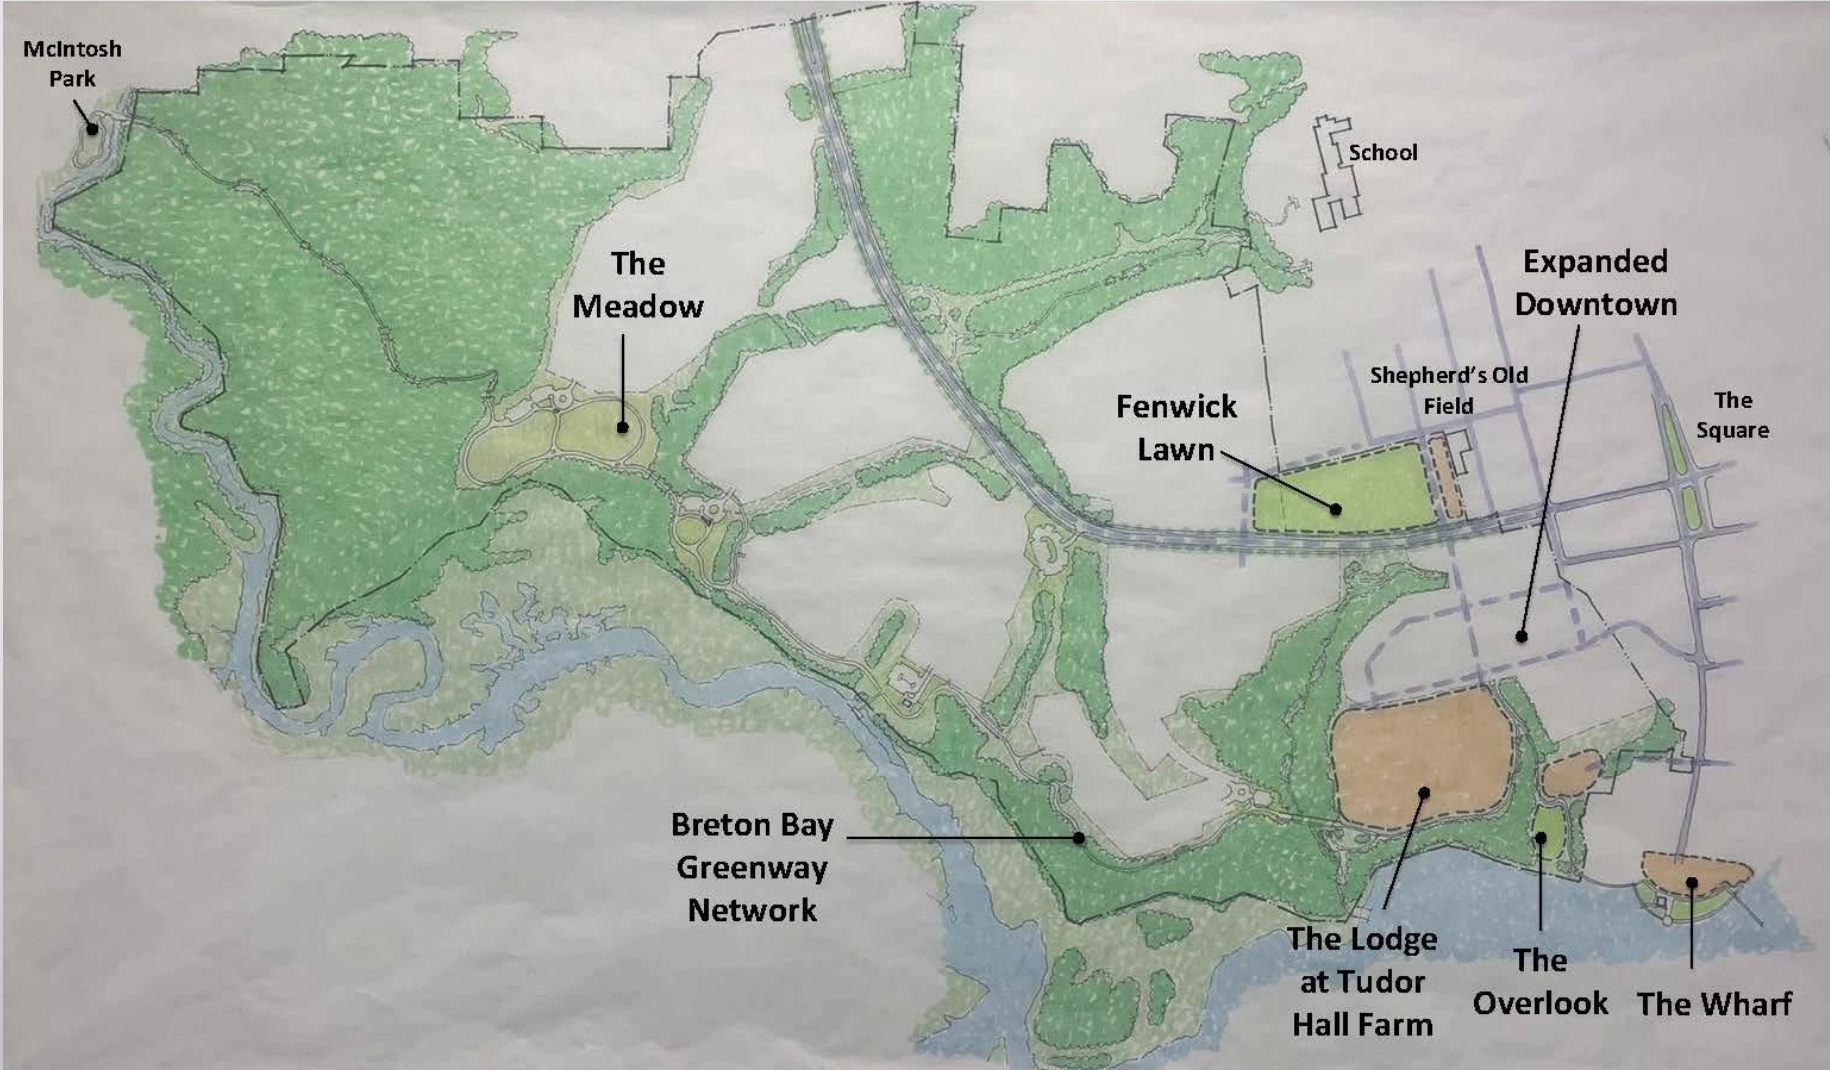 McIntosh
Park
School
The
Meadow
Expanded
Downtown
Shepherd's Old
Field
The
Square
Fenwick
Lawn
Breton Bay
Greenway
Network
The Lodge
at Tudor
Hall Farm
The
Overlook
The Wharf